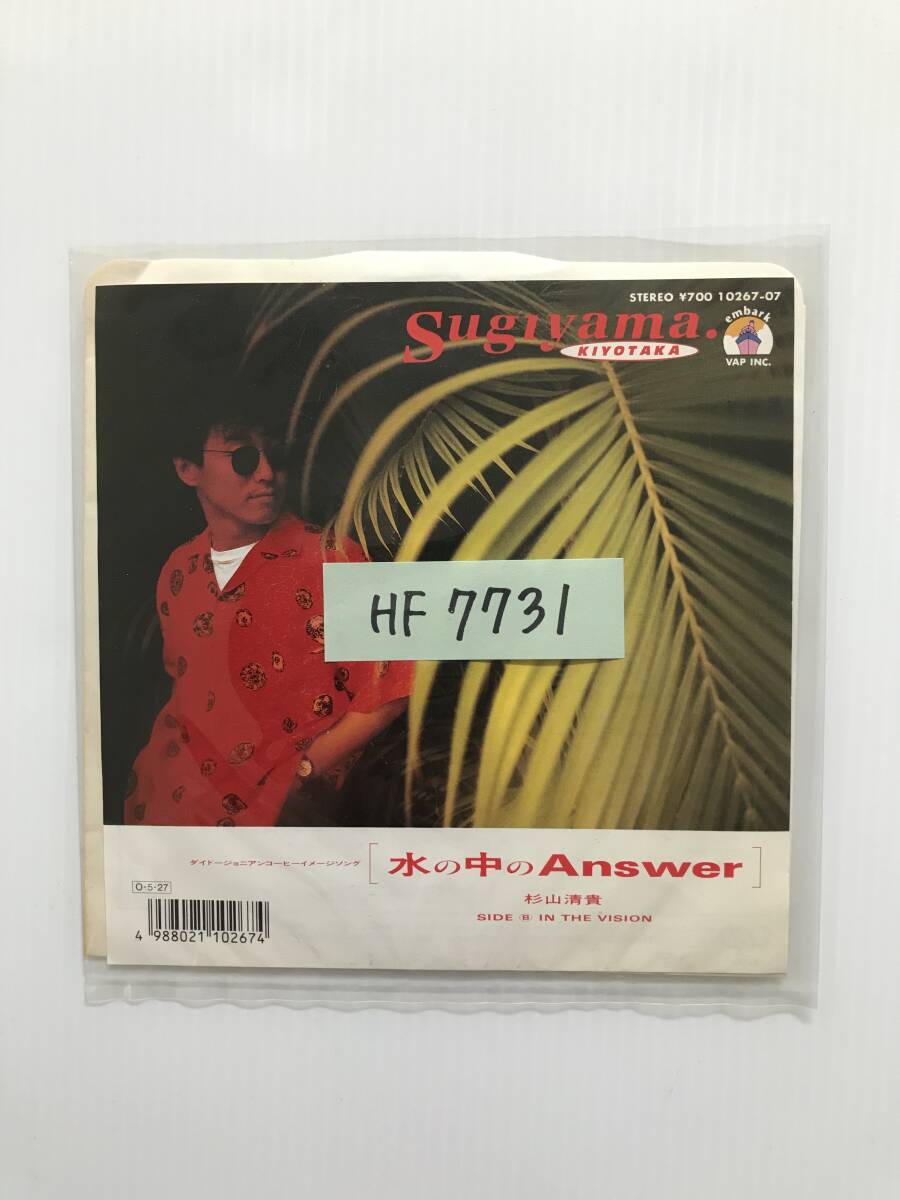 STEREO ¥700 10267-07
Sugiyama.
KIYOTAKA
embark
VAP INC.
HF 7731
ダイドージョニアンコーヒーイメージソング
[水の中のAnswer]
杉山清貴
SIDE Ⓑ IN THE VISION
O·5·27
4 988021 102674